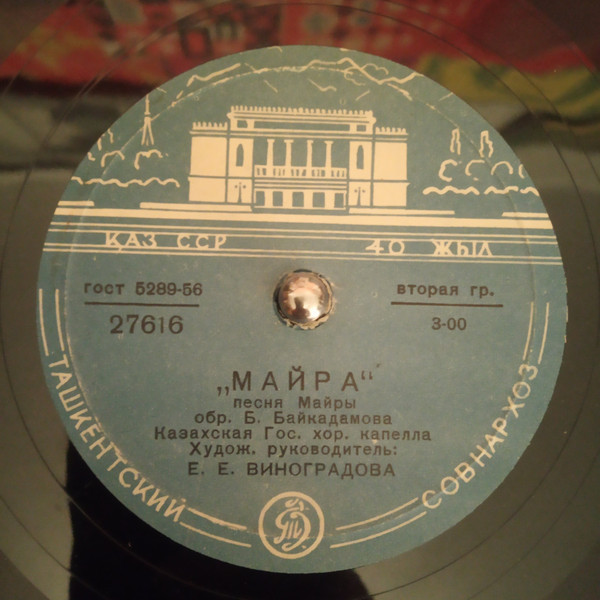 ҚАЗ ССР 40 ЖЫЛ
гост 5289-56
вторая гр.
27616
3-00
„МАЙРА“
песня Майры
обр. Б. Байкадамова
Казахская Гос. хор. капелла
Худож. руководитель:
Е. Е. ВИНОГРАДОВА
ТАШКЕНТСКИЙ СОВНАРХОЗ